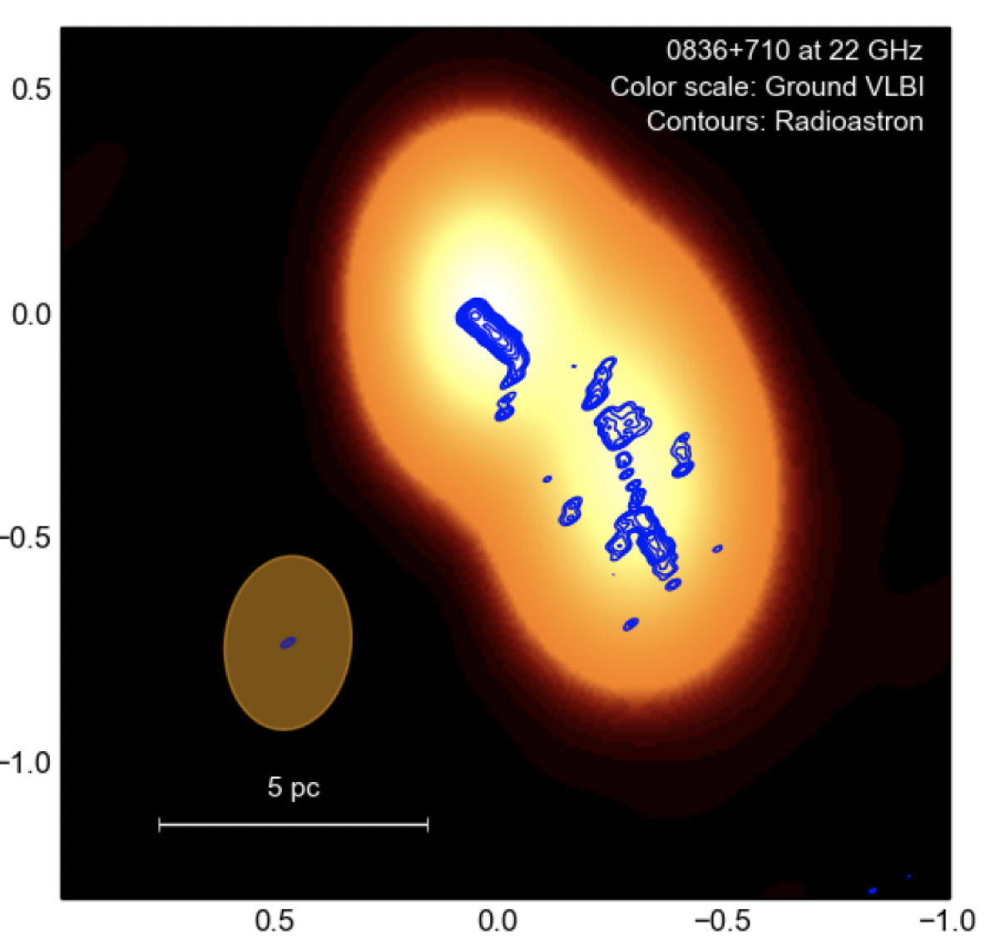 0836+710 at 22 GHz
Color scale: Ground VLBI
Contours: Radioastron
0.5
0.0
−0.5
−1.0
5 pc
0.5 0.0 −0.5 −1.0